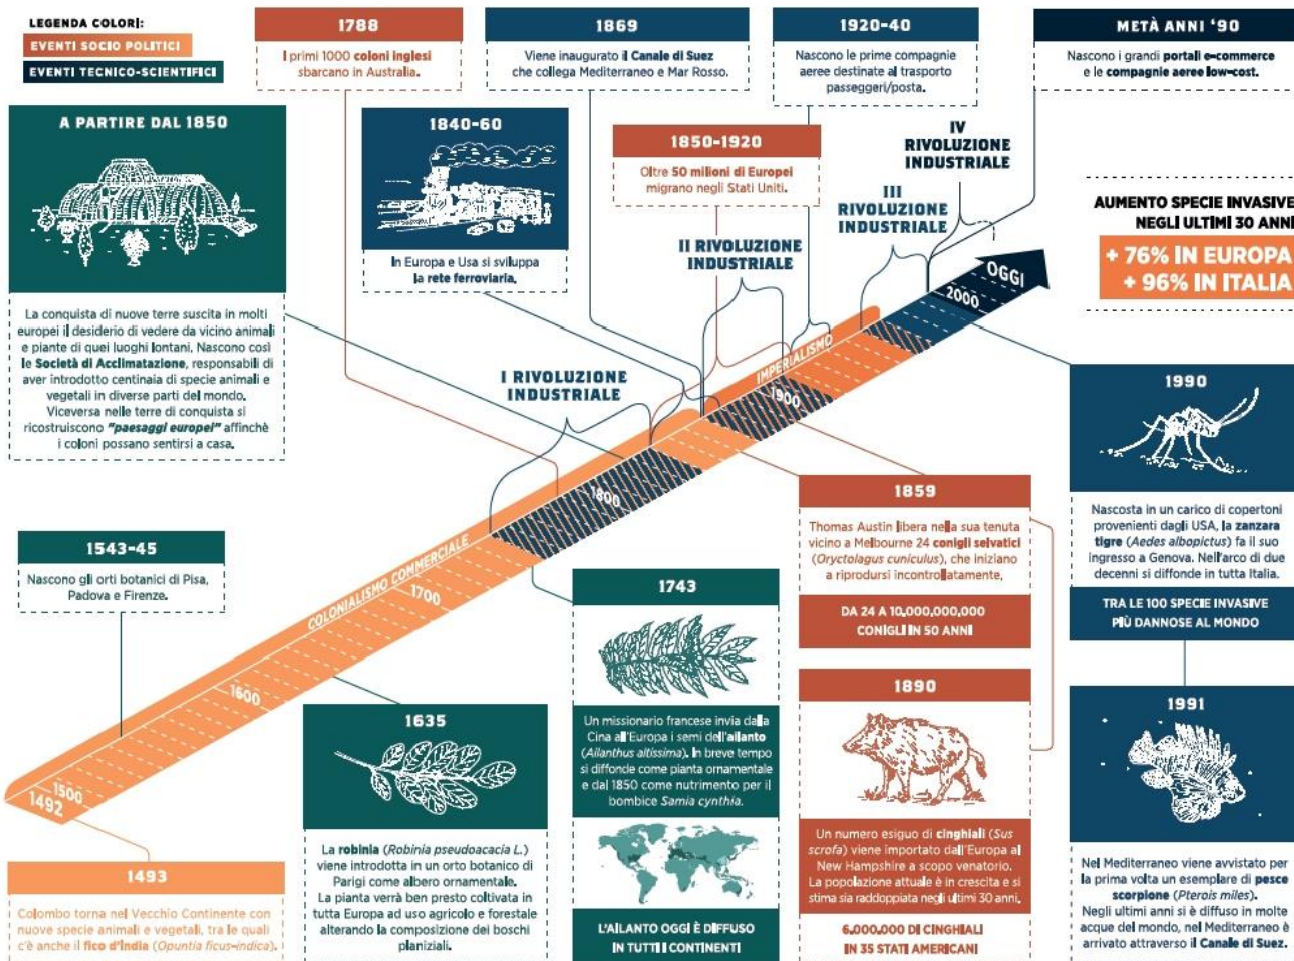 LEGENDA COLORI:
EVENTI SOCIO POLITICI
EVENTI TECNICO-SCIENTIFICI
1788
I primi 1000 coloni inglesi
sbarcano in Australia.
1869
Viene inaugurato il Canale di Suez
che collega Mediterraneo e Mar Rosso.
1920-40
Nascono le prime compagnie
aeree destinate al trasporto
passeggeri/posta.
METÀ ANNI '90
Nascono i grandi portali e-commerce
e le compagnie aeree low-cost.
A PARTIRE DAL 1850
La conquista di nuove terre suscita in molti
europei il desiderio di vedere da vicino animali
e piante di quei luoghi lontani. Nascono così
le Società di Acclimatazione, responsabili di
aver introdotto centinaia di specie animali e
vegetali in diverse parti del mondo.
Viceversa nelle terre di conquista si
ricostruiscono "paesaggi europei" affinchè
i coloni possano sentirsi a casa.
1840-60
In Europa e Usa si sviluppa
la rete ferroviaria.
1850-1920
Oltre 50 milioni di Europei
migrano negli Stati Uniti.
I RIVOLUZIONE
INDUSTRIALE
II RIVOLUZIONE
INDUSTRIALE
III
RIVOLUZIONE
INDUSTRIALE
IV
RIVOLUZIONE
INDUSTRIALE
AUMENTO SPECIE INVASIVE
NEGLI ULTIMI 30 ANNI
+ 76% IN EUROPA
+ 96% IN ITALIA
1492
1500
1600
1700
1800
1900
2000
OGGI
COLONIALISMO COMMERCIALE
IMPERIALISMO
1543-45
Nascono gli orti botanici di Pisa,
Padova e Firenze.
1493
Colombo torna nel Vecchio Continente con
nuove specie animali e vegetali, tra le quali
c'è anche il fico d'India (Opuntia ficus-indica).
1635
La robinia (Robinia pseudoacacia L.)
viene introdotta in un orto botanico di
Parigi come albero ornamentale.
La pianta verrà ben presto coltivata in
tutta Europa ad uso agricolo e forestale
alterando la composizione dei boschi
planiziali.
1743
Un missionario francese invia dalla
Cina all'Europa i semi dell'ailanto
(Ailanthus altissima). In breve tempo
si diffonde come pianta ornamentale
e dal 1850 come nutrimento per il
bombice Samia cynthia.
L'AILANTO OGGI È DIFFUSO
IN TUTTI I CONTINENTI
1859
Thomas Austin libera nella sua tenuta
vicino a Melbourne 24 conigli selvatici
(Oryctolagus cuniculus), che iniziano
a riprodursi incontrollatamente.
DA 24 A 10.000.000.000
CONIGLI IN 50 ANNI
1890
Un numero esiguo di cinghiali (Sus
scrofa) viene importato dall'Europa al
New Hampshire a scopo venatorio.
La popolazione attuale è in crescita e si
stima sia raddoppiata negli ultimi 30 anni.
6.000.000 DI CINGHIALI
IN 35 STATI AMERICANI
1990
Nascosta in un carico di copertoni
provenienti dagli USA, la zanzara
tigre (Aedes albopictus) fa il suo
ingresso a Genova. Nell'arco di due
decenni si diffonde in tutta Italia.
TRA LE 100 SPECIE INVASIVE
PIÙ DANNOSE AL MONDO
1991
Nel Mediterraneo viene avvistato per
la prima volta un esemplare di pesce
scorpione (Pterois miles).
Negli ultimi anni si è diffuso in molte
acque del mondo, nel Mediterraneo è
arrivato attraverso il Canale di Suez.